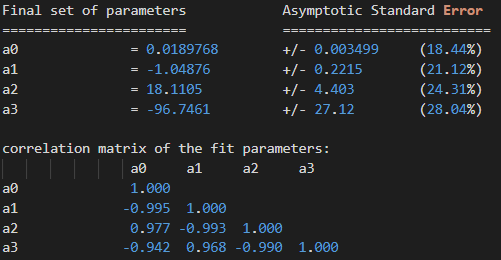 Final set of parameters            Asymptotic Standard Error
=======================            ==========================
a0              = 0.0189768        +/- 0.003499     (18.44%)
a1              = -1.04876         +/- 0.2215       (21.12%)
a2              = 18.1105          +/- 4.403        (24.31%)
a3              = -96.7461         +/- 27.12        (28.04%)
correlation matrix of the fit parameters:
                a0     a1     a2     a3
a0              1.000
a1             -0.995  1.000
a2              0.977 -0.993  1.000
a3             -0.942  0.968 -0.990  1.000